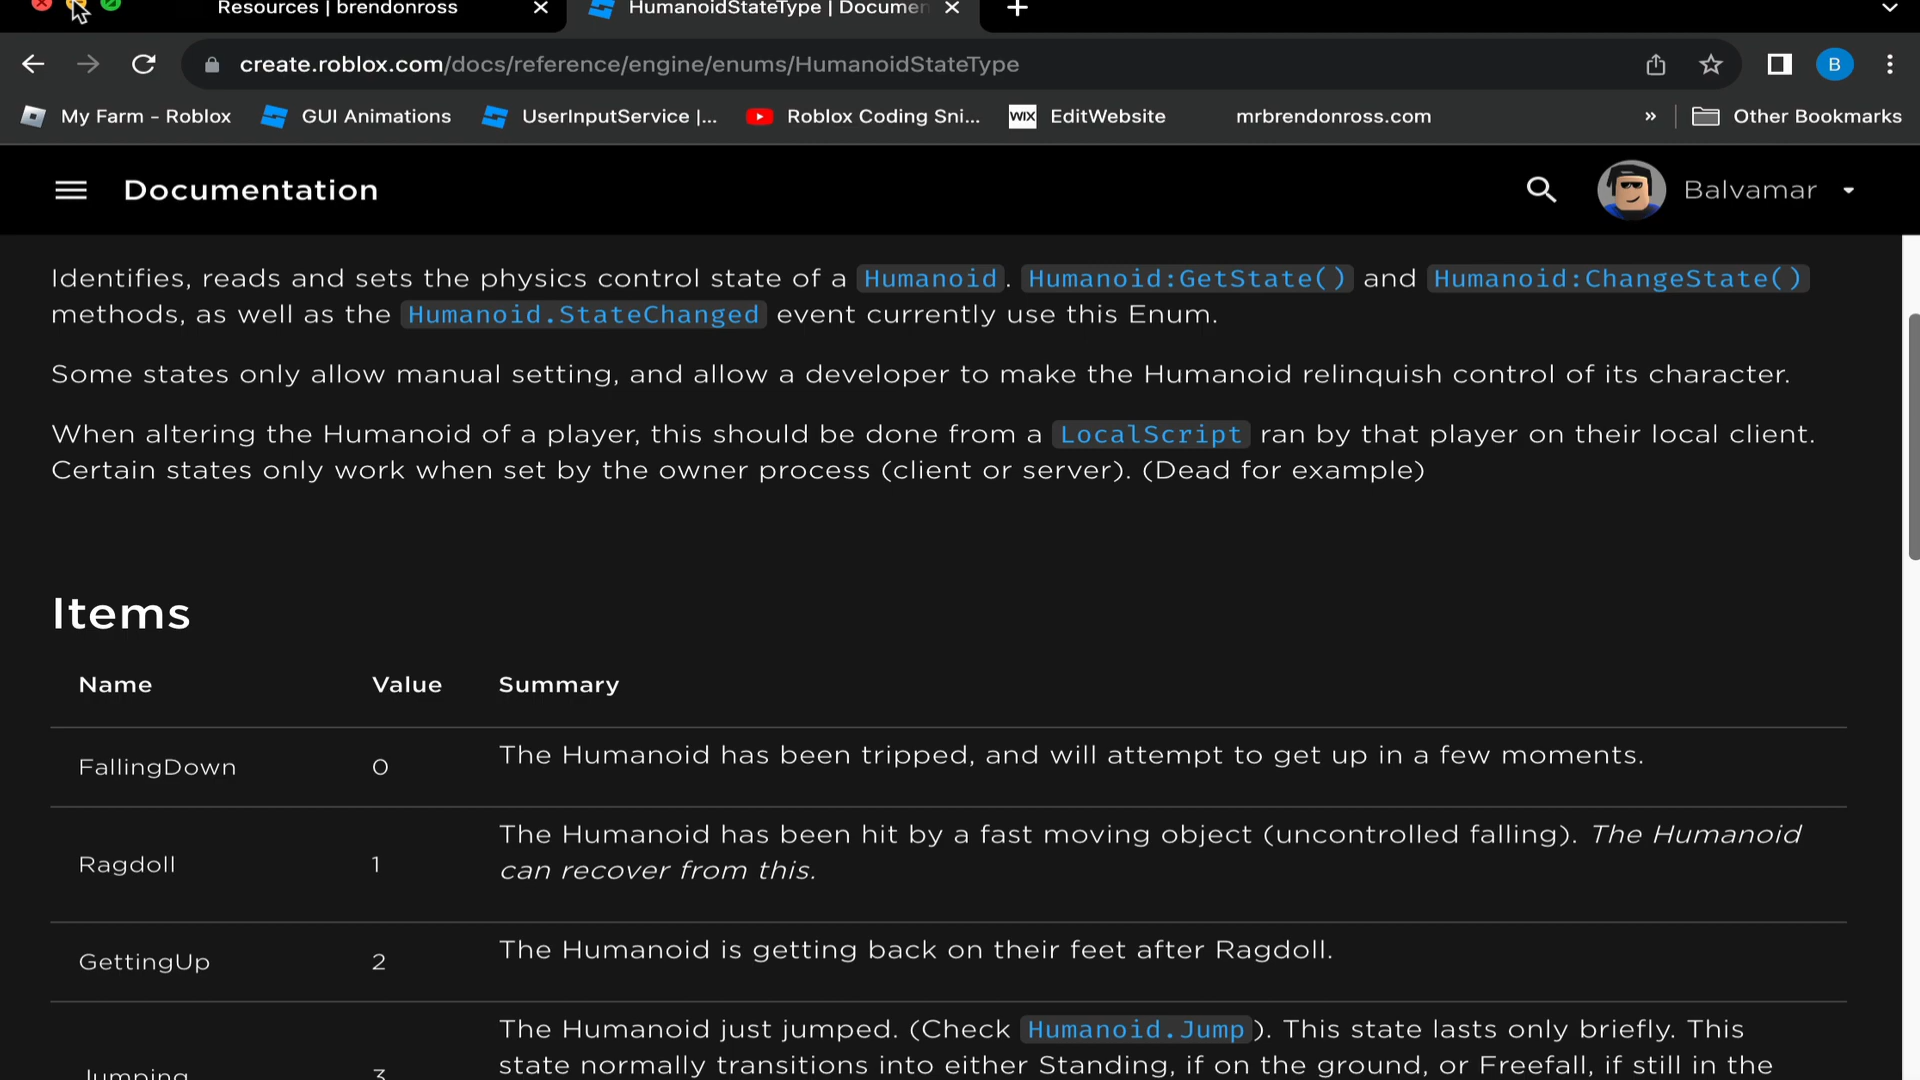 Resources | brendonross
HumanoidStateType | Documen
create.roblox.com/docs/reference/engine/enums/HumanoidStateType
B
My Farm - Roblox
GUI Animations
UserInputService |...
Roblox Coding Sni...
WIX EditWebsite
mrbrendonross.com
» Other Bookmarks
Documentation
Balvamar
Identifies, reads and sets the physics control state of a Humanoid. Humanoid:GetState() and Humanoid:ChangeState()
methods, as well as the Humanoid.StateChanged event currently use this Enum.
Some states only allow manual setting, and allow a developer to make the Humanoid relinquish control of its character.
When altering the Humanoid of a player, this should be done from a LocalScript ran by that player on their local client.
Certain states only work when set by the owner process (client or server). (Dead for example)
Items
Name Value Summary
FallingDown 0 The Humanoid has been tripped, and will attempt to get up in a few moments.
Ragdoll 1 The Humanoid has been hit by a fast moving object (uncontrolled falling). The Humanoid
can recover from this.
GettingUp 2 The Humanoid is getting back on their feet after Ragdoll.
Jumping 3 The Humanoid just jumped. (Check Humanoid.Jump). This state lasts only briefly. This
state normally transitions into either Standing, if on the ground, or Freefall, if still in the